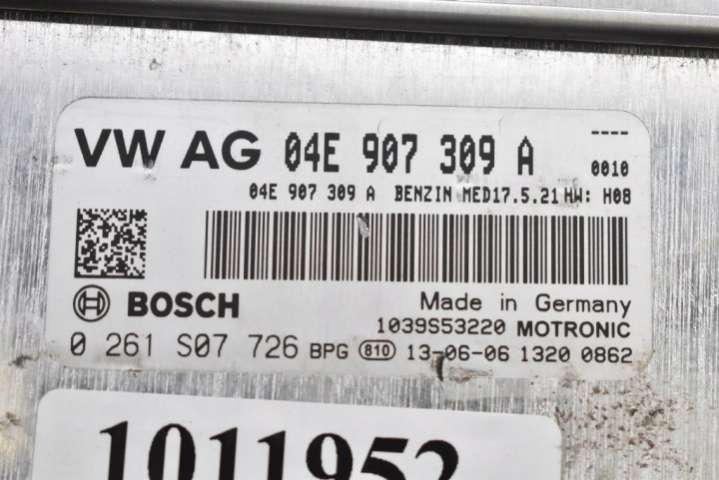 VW AG 04E 907 309 A
----
0010
04E 907 309 A BENZIN MED17.5.21 HW: H08
BOSCH
Made in Germany
1039S53220 MOTRONIC
0 261 S07 726 BPG 810 13-06-06 1320 0862
1011952